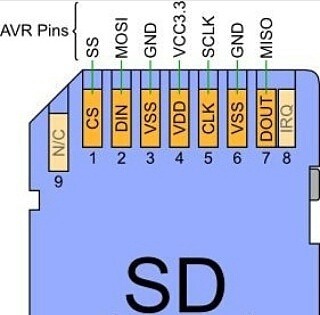 AVR Pins
SS
MOSI
GND
VCC3.3
SCLK
GND
MISO
N/C
CS
DIN
VSS
VDD
CLK
VSS
DOUT
IRQ
9
1
2
3
4
5
6
7
8
SD